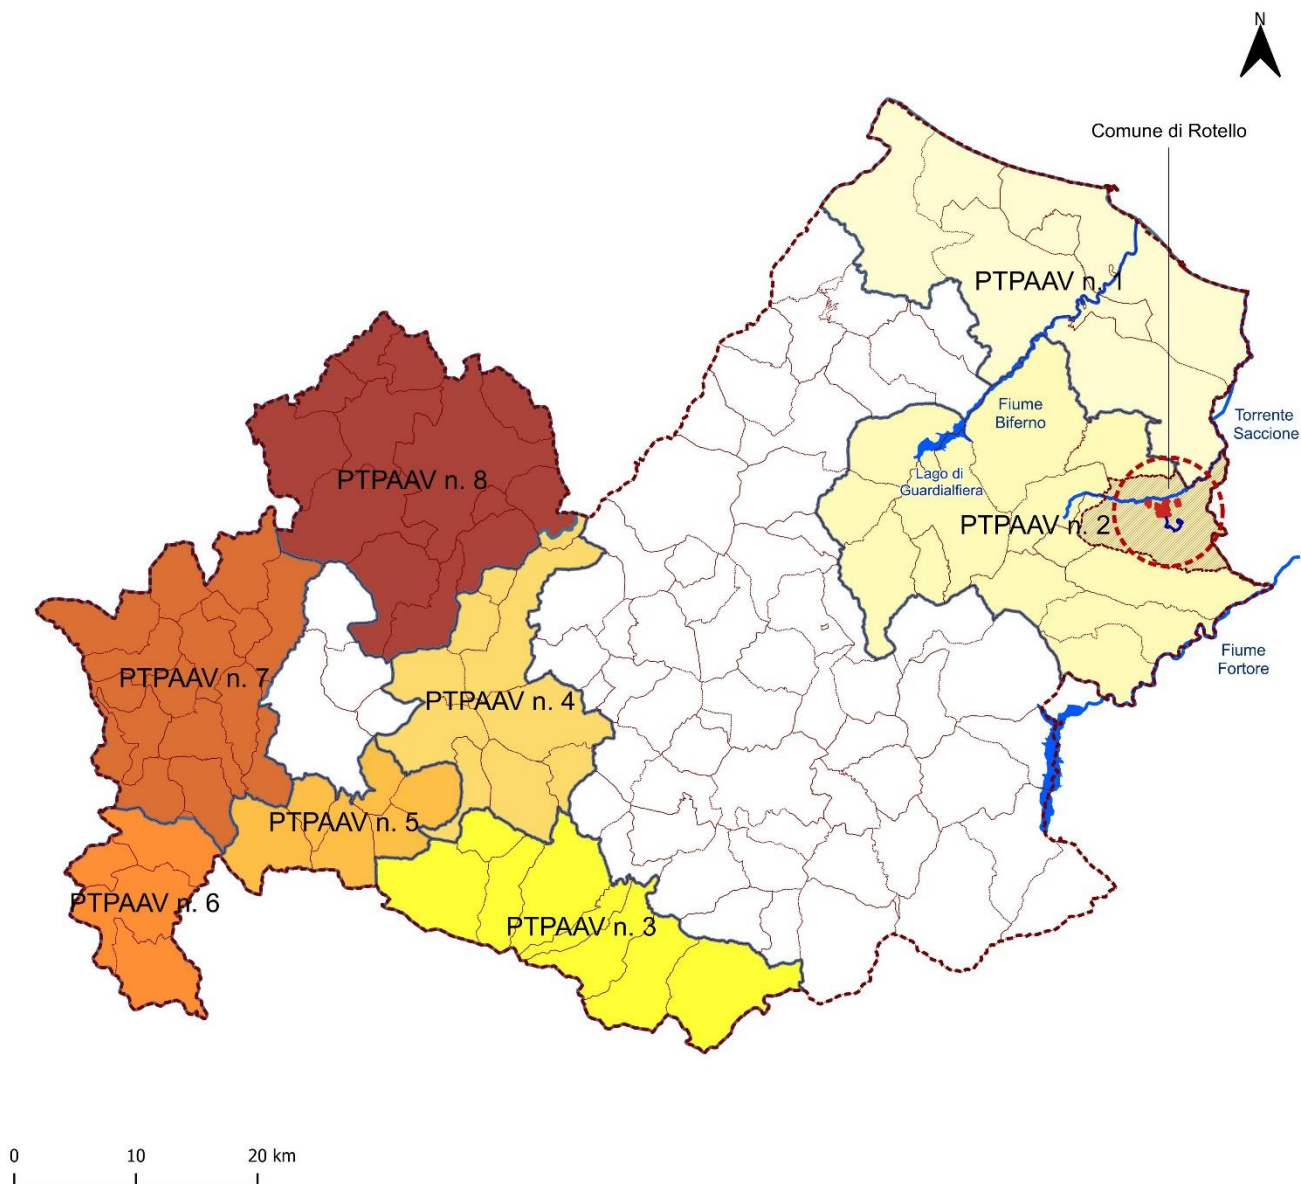 N
Comune di Rotello
PTPAAV n. 1
Fiume
Biferno
Torrente
Saccione
Lago di
Guardialfiera
PTPAAV n. 8
PTPAAV n. 2
Fiume
Fortore
PTPAAV n. 7
PTPAAV n. 4
PTPAAV n. 5
PTPAAV n. 6
PTPAAV n. 3
0 10 20 km